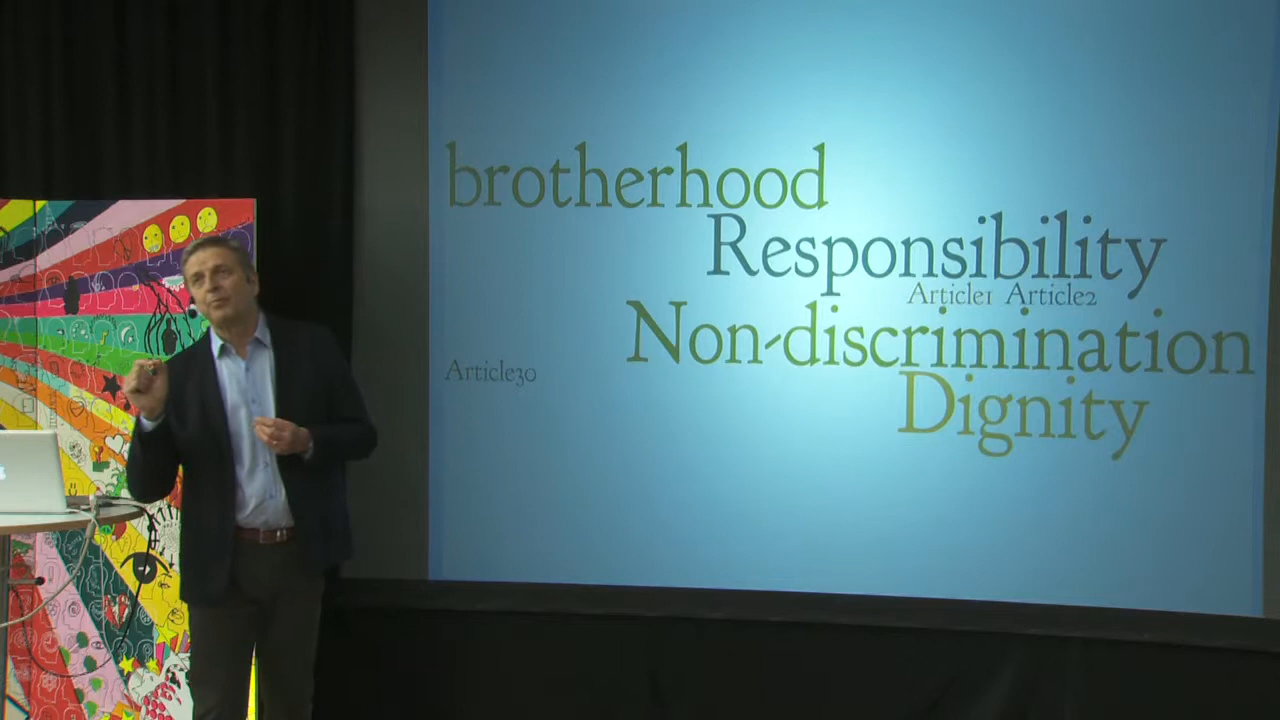 brotherhood
Responsibility
Article1 Article2
Non-discrimination
Article30
Dignity